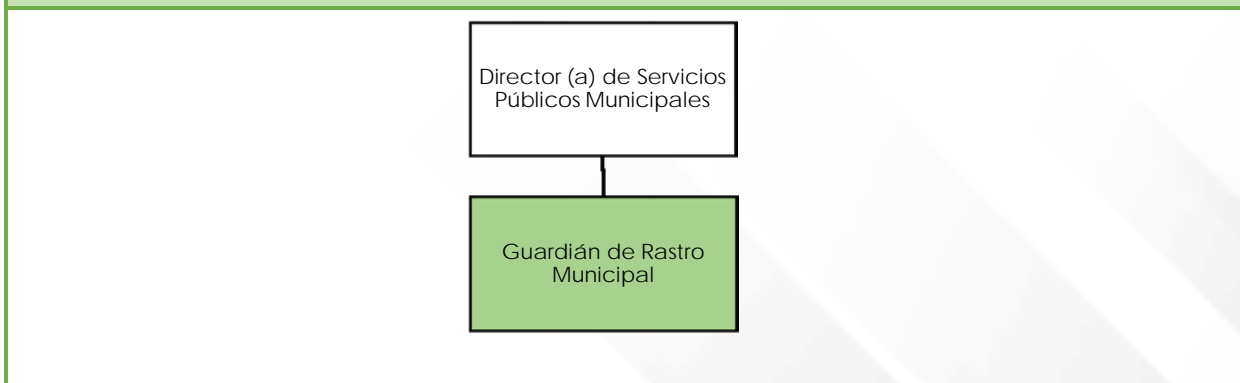 Director (a) de Servicios
Públicos Municipales
Guardián de Rastro
Municipal